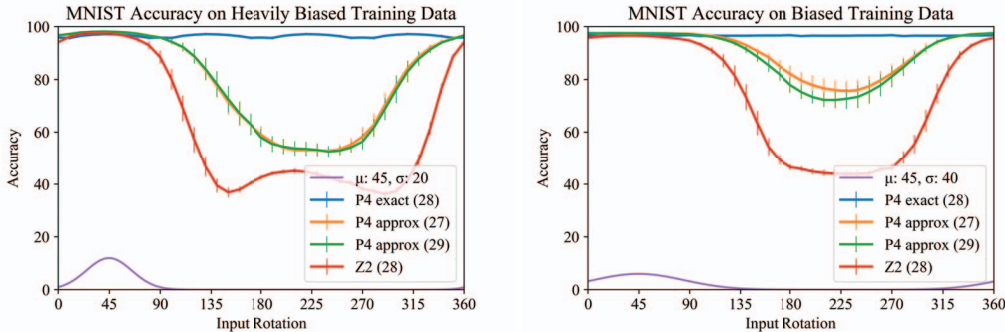 MNIST Accuracy on Heavily Biased Training Data
100
80
60
40
20
0
Accuracy
μ: 45, σ: 20
P4 exact (28)
P4 approx (27)
P4 approx (29)
Z2 (28)
0 45 90 135 180 225 270 315 360
Input Rotation
MNIST Accuracy on Biased Training Data
100
80
60
40
20
0
Accuracy
μ: 45, σ: 40
P4 exact (28)
P4 approx (27)
P4 approx (29)
Z2 (28)
0 45 90 135 180 225 270 315 360
Input Rotation